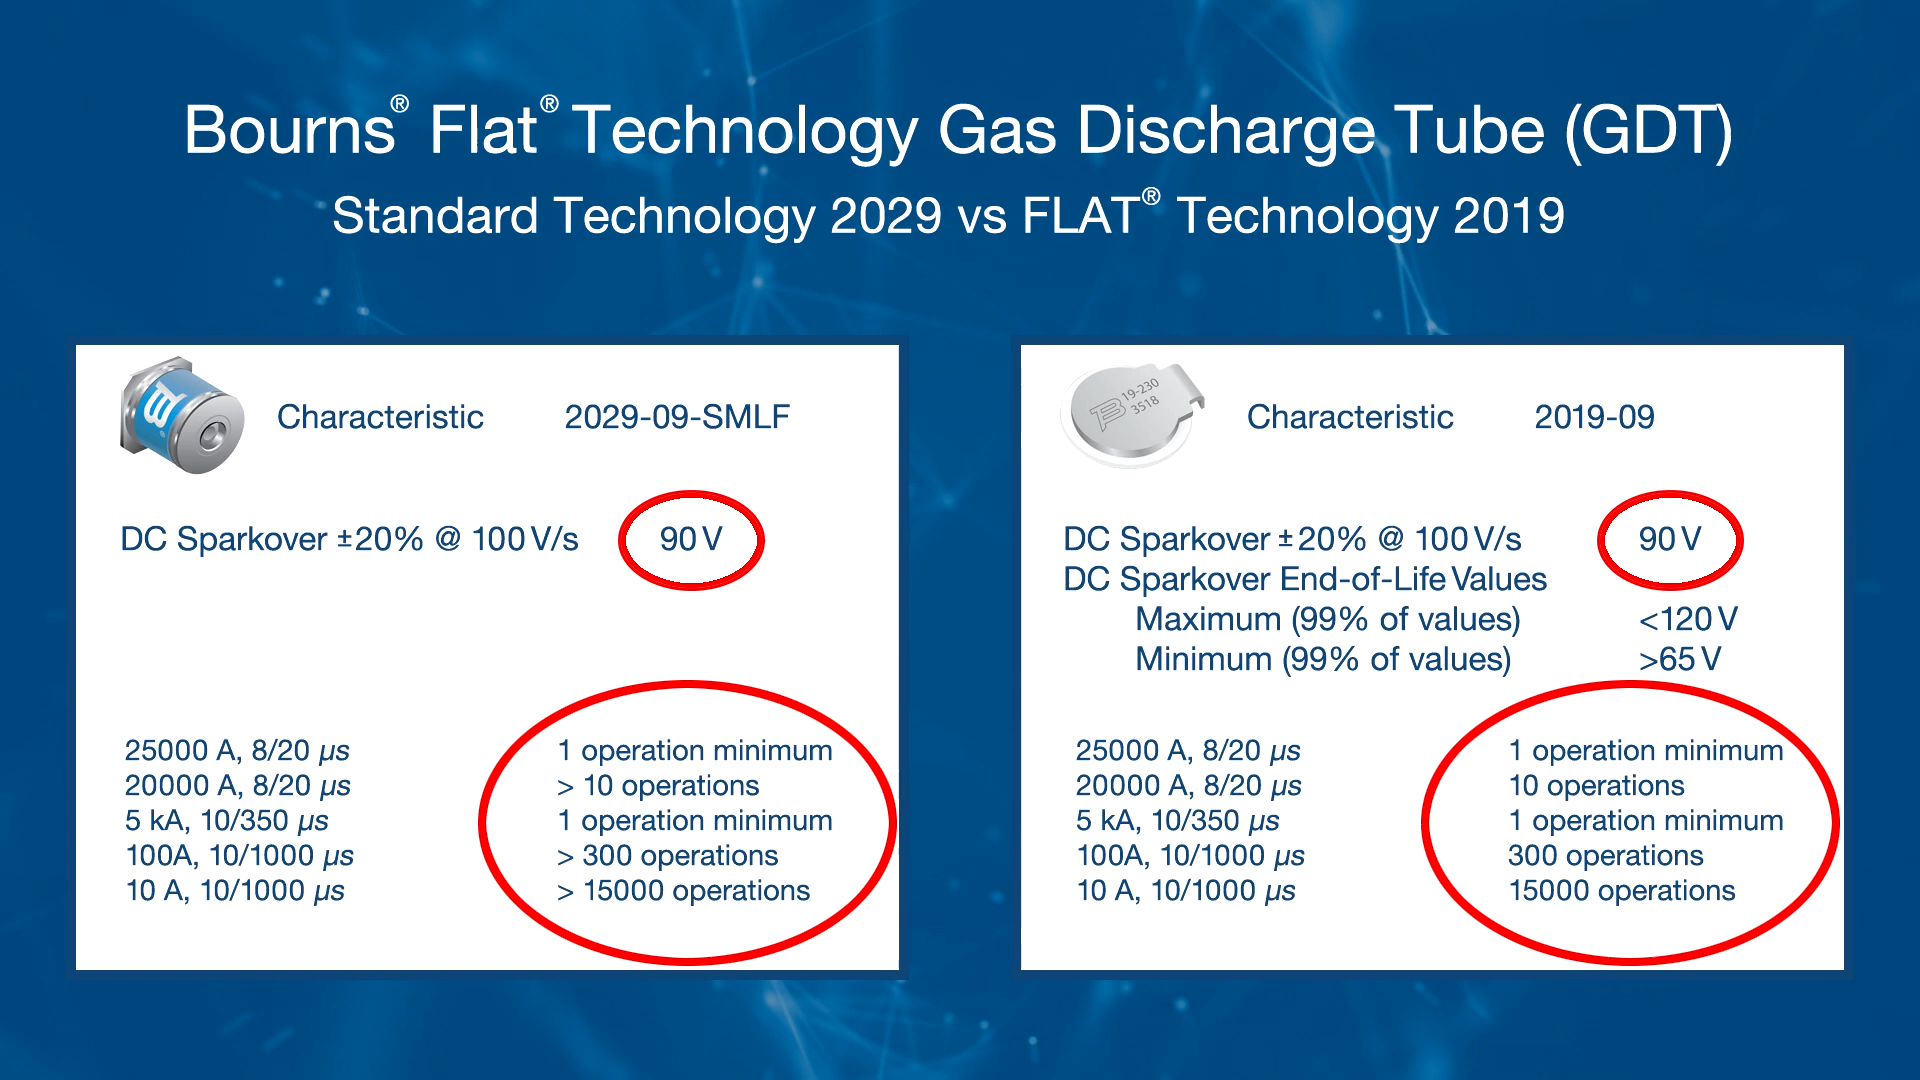 Bourns® Flat® Technology Gas Discharge Tube (GDT)
Standard Technology 2029 vs FLAT® Technology 2019
Characteristic 2029-09-SMLF
DC Sparkover ±20% @ 100 V/s 90 V
25000 A, 8/20 µs 1 operation minimum
20000 A, 8/20 µs > 10 operations
5 kA, 10/350 µs 1 operation minimum
100A, 10/1000 µs > 300 operations
10 A, 10/1000 µs > 15000 operations
19-230
3518
Characteristic 2019-09
DC Sparkover ±20% @ 100 V/s 90 V
DC Sparkover End-of-Life Values
Maximum (99% of values) <120 V
Minimum (99% of values) >65 V
25000 A, 8/20 µs 1 operation minimum
20000 A, 8/20 µs 10 operations
5 kA, 10/350 µs 1 operation minimum
100A, 10/1000 µs 300 operations
10 A, 10/1000 µs 15000 operations